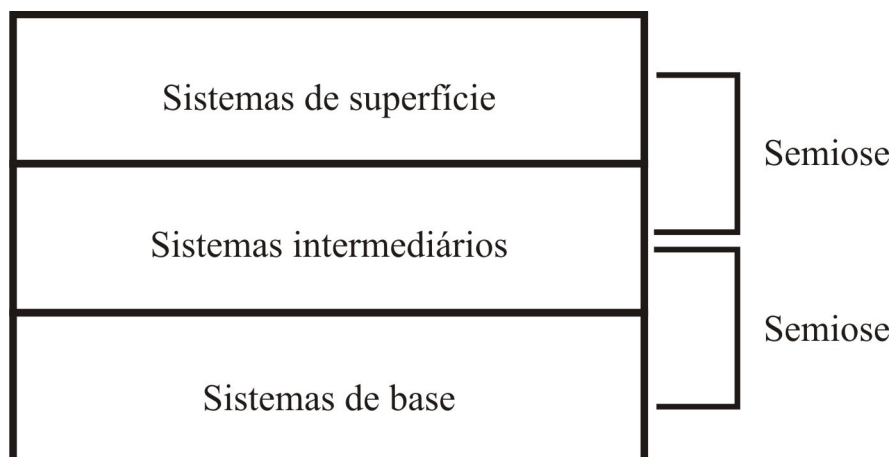 Sistemas de superfície
Semiose
Sistemas intermediários
Semiose
Sistemas de base